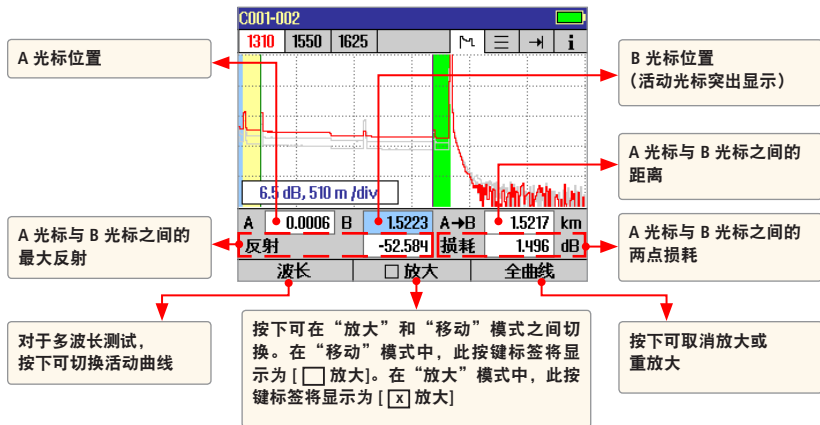 C001-002
1310 1550 1625 i
A 光标位置
B 光标位置
（活动光标突出显示）
A 光标与 B 光标之间的
距离
6.5 dB, 510 m /div
A 0.0006 B 1.5223 A→B 1.5217 km
反射 -52.584 损耗 1.496 dB
A 光标与 B 光标之间的
最大反射
A 光标与 B 光标之间的
两点损耗
波长 □ 放大 全曲线
对于多波长测试，
按下可切换活动曲线
按下可在“放大”和“移动”模式之间切
换。在“移动”模式中，此按键标签将显
示为 [ □ 放大]。在“放大”模式中，此按
键标签将显示为 [ x 放大]
按下可取消放大或
重放大